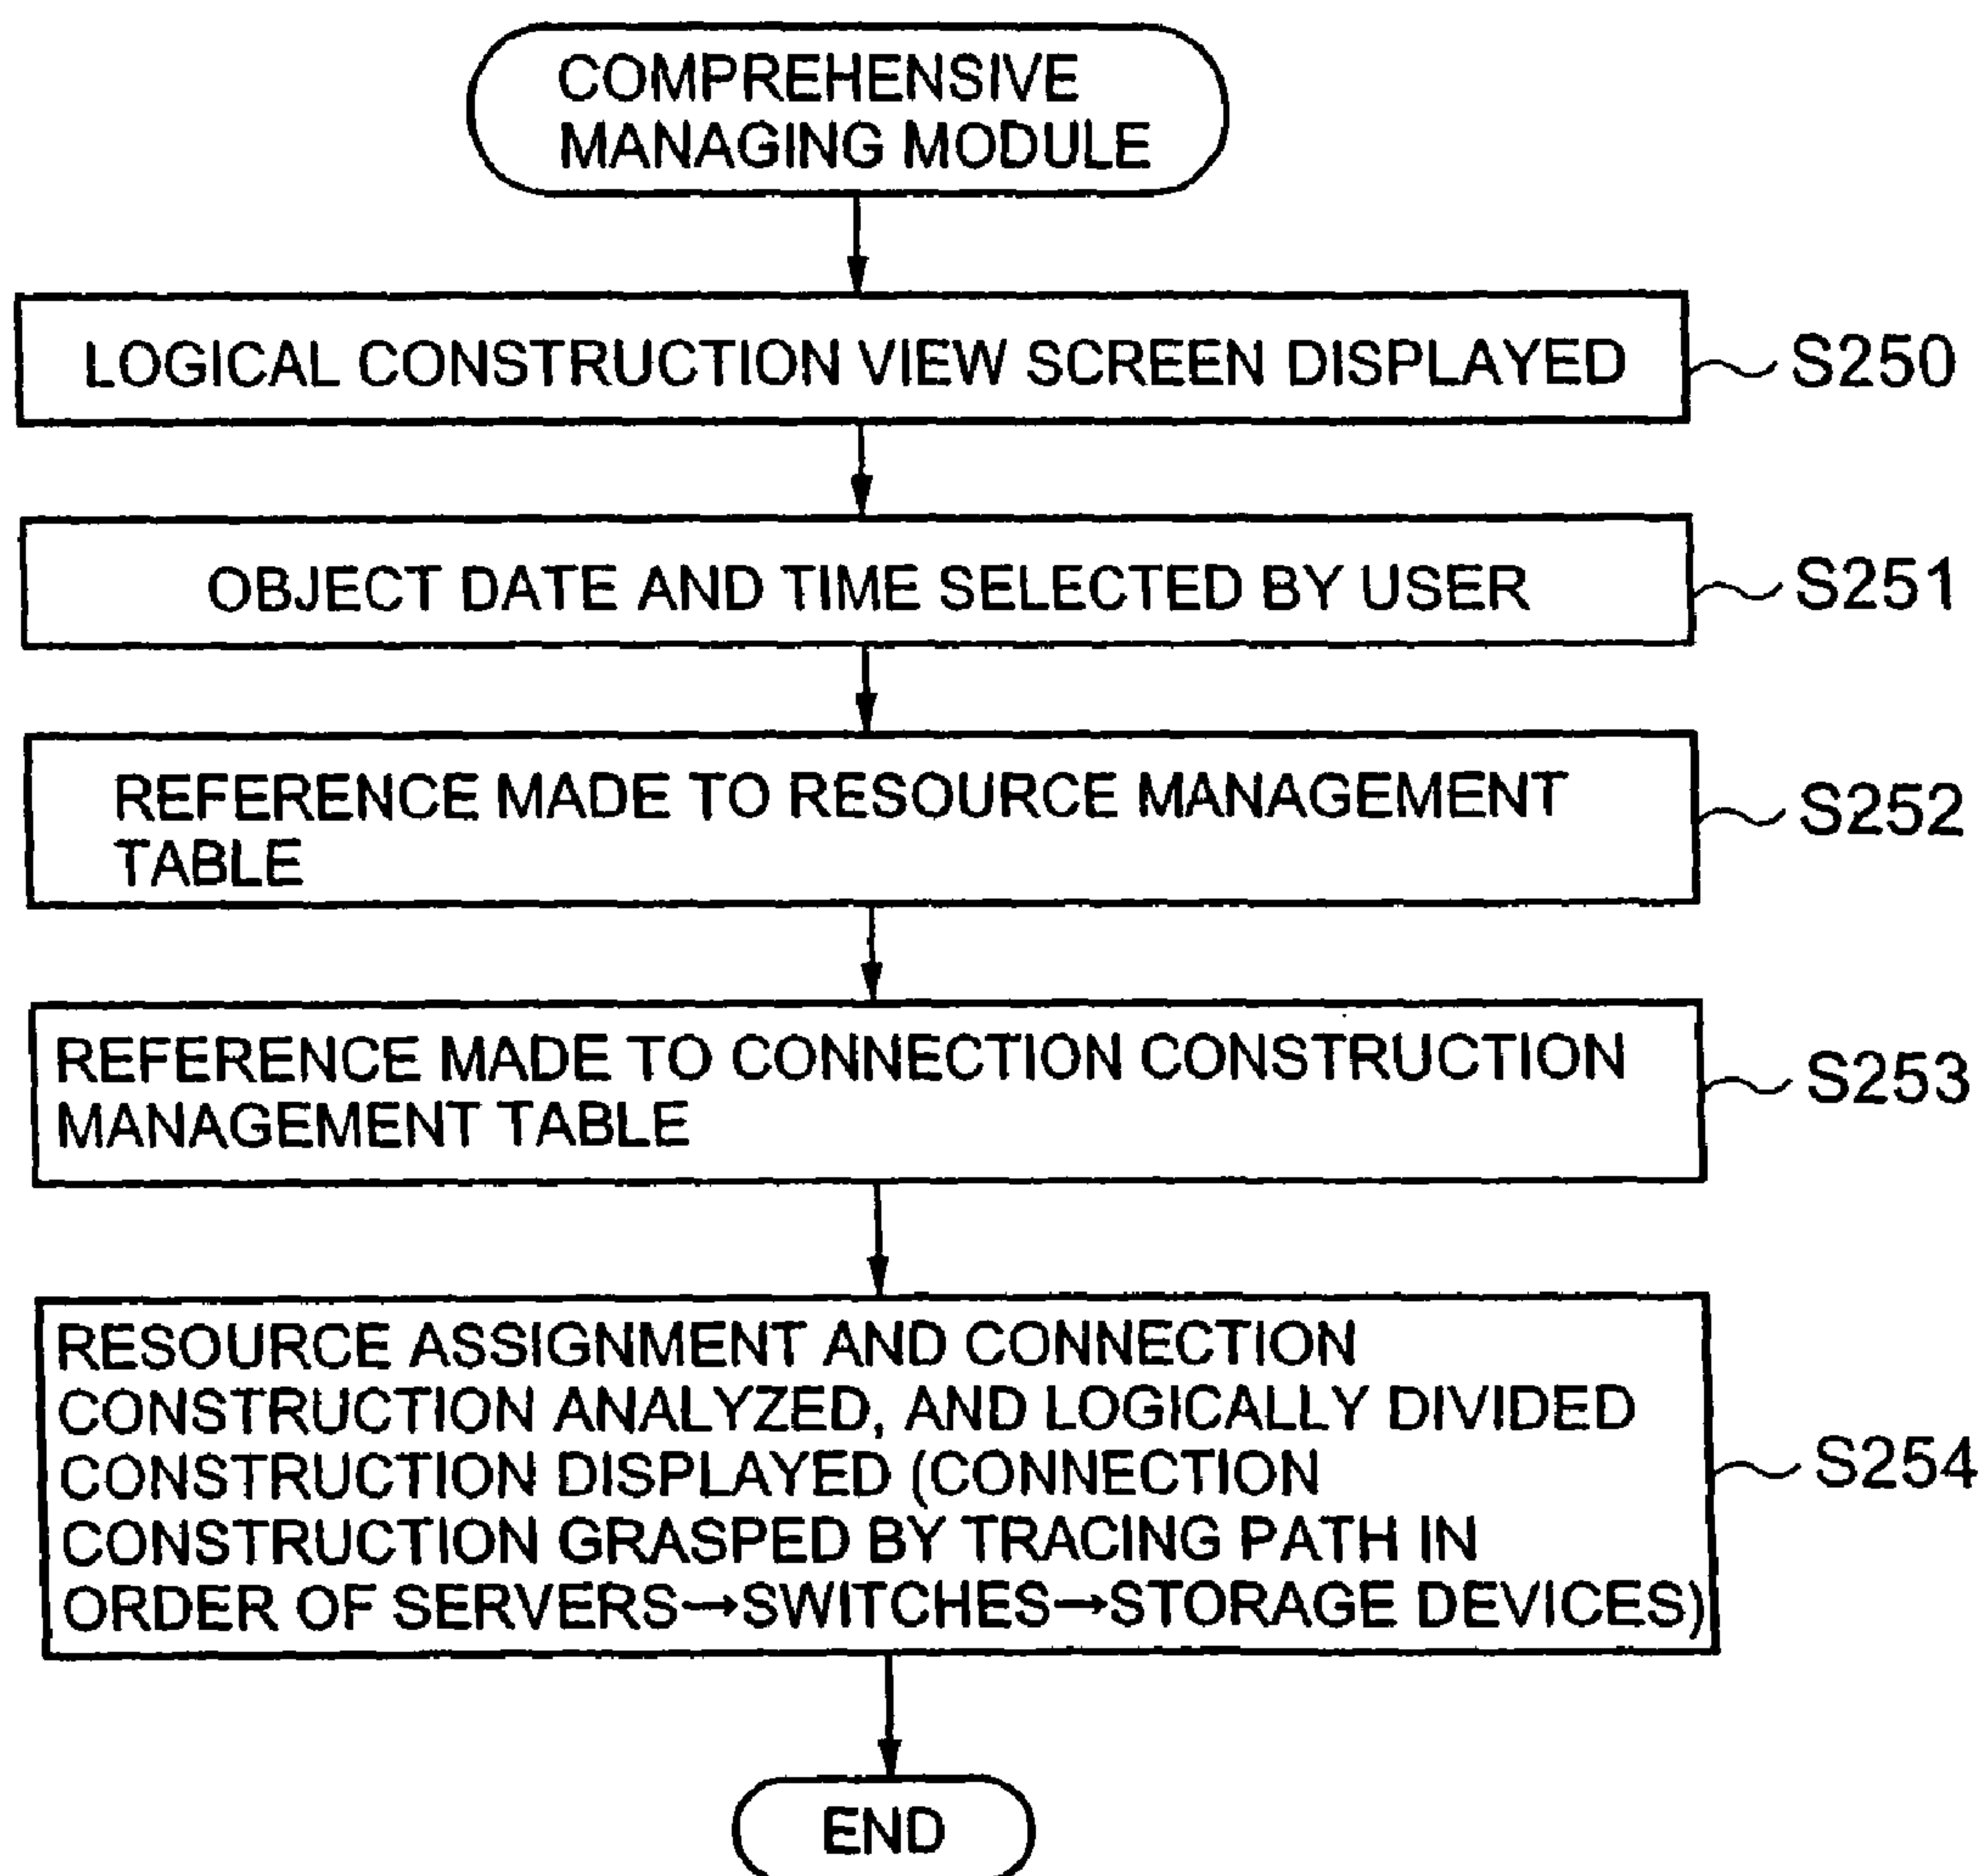 COMPREHENSIVE
MANAGING MODULE
LOGICAL CONSTRUCTION VIEW SCREEN DISPLAYED
S250
OBJECT DATE AND TIME SELECTED BY USER
S251
REFERENCE MADE TO RESOURCE MANAGEMENT
TABLE
S252
REFERENCE MADE TO CONNECTION CONSTRUCTION
MANAGEMENT TABLE
S253
RESOURCE ASSIGNMENT AND CONNECTION
CONSTRUCTION ANALYZED, AND LOGICALLY DIVIDED
CONSTRUCTION DISPLAYED (CONNECTION
CONSTRUCTION GRASPED BY TRACING PATH IN
ORDER OF SERVERS→SWITCHES→STORAGE DEVICES)
S254
END